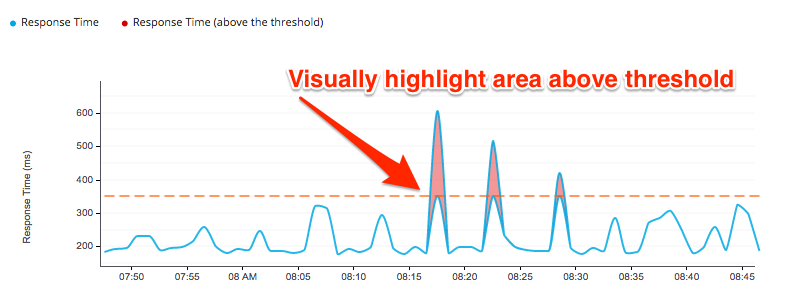 Response Time Response Time (above the threshold)
Visually highlight area above threshold
Response Time (ms)
600
500
400
300
200
07:50 07:55 08 AM 08:05 08:10 08:15 08:20 08:25 08:30 08:35 08:40 08:45